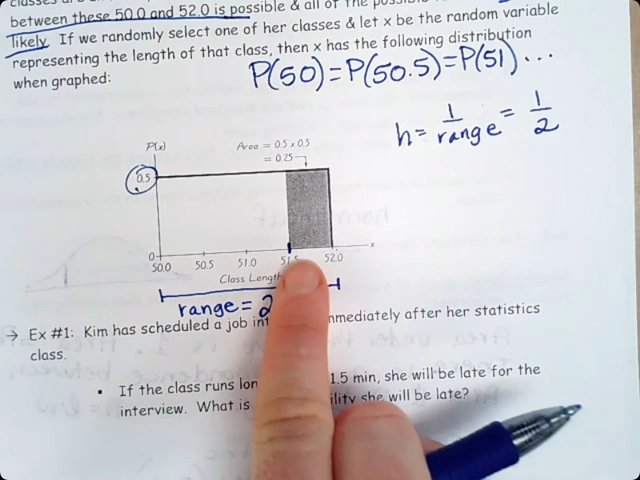 between these 50.0 and 52.0 is possible & all of the possible
likely. If we randomly select one of her classes & let x be the random variable
representing the length of that class, then x has the following distribution
when graphed:
P(50) = P(50.5) = P(51) ...
h = 1/range = 1/2
P(x)
Area = 0.5 x 0.5
= 0.25
0.5
0
x
50.0 50.5 51.0 51.5 52.0
Class Length
range = 2
→ Ex #1: Kim has scheduled a job int mmediately after her statistics
class.
▪ If the class runs lon 1.5 min, she will be late for the
interview. What is ility she will be late?